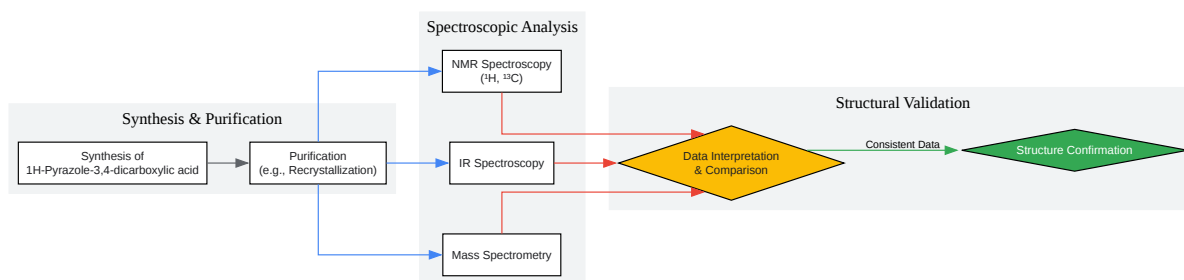 Spectroscopic Analysis
NMR Spectroscopy
(¹H, ¹³C)
Structural Validation
Synthesis & Purification
Synthesis of
1H-Pyrazole-3,4-dicarboxylic acid
Purification
(e.g., Recrystallization)
IR Spectroscopy
Data Interpretation
& Comparison
Consistent Data
Structure Confirmation
Mass Spectrometry